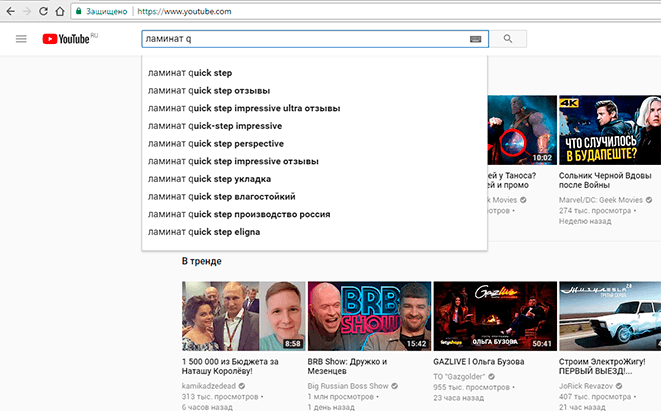 Защищено https://www.youtube.com
YouTube RU
ламинат q
ламинат quick step
ламинат quick step отзывы
ламинат quick step impressive ultra отзывы
ламинат quick-step impressive
ламинат quick step perspective
ламинат quick step impressive отзывы
ламинат quick step укладка
ламинат quick step влагостойкий
ламинат quick step производство россия
ламинат quick step eligna
10:02
4K
ЧТО СЛУЧИЛОСЬ
В БУДАПЕШТЕ?
ей у Таноса?
й и промо
k Movies
росмотров •
Сольник Черной Вдовы
после Войны
Marvel/DC: Geek Movies
274 тыс. просмотров •
Неделю назад
В тренде
8:58
BRB
SHOW
15:42
GAZLIVE
ОЛЬГА БУЗОВА
50:41
1 500 000 из Бюджета за
Наташу Королёву!
kamikadzedead
313 тыс. просмотров •
6 часов назад
BRB Show: Дружко и
Мезенцев
Big Russian Boss Show
1 млн просмотров •
1 день назад
GAZLIVE l Ольга Бузова
ТО "Gazgolder"
955 тыс. просмотров •
23 часа назад
Строим ЭлектроЖигу!
ПЕРВЫЙ ВЫЕЗД!...
JoRick Revazov
407 тыс. просмотров •
21 час назад